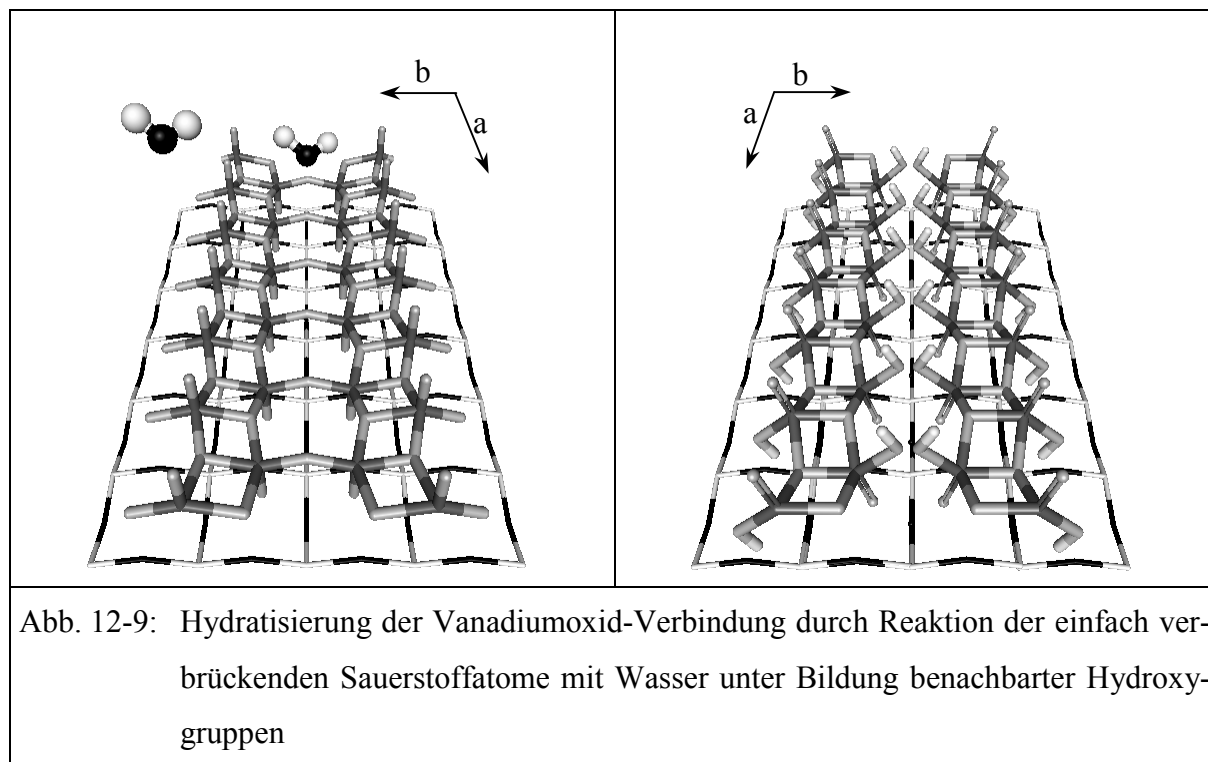 b
a
b
a
Abb. 12-9: Hydratisierung der Vanadiumoxid-Verbindung durch Reaktion der einfach ver-
brückenden Sauerstoffatome mit Wasser unter Bildung benachbarter Hydroxy-
gruppen